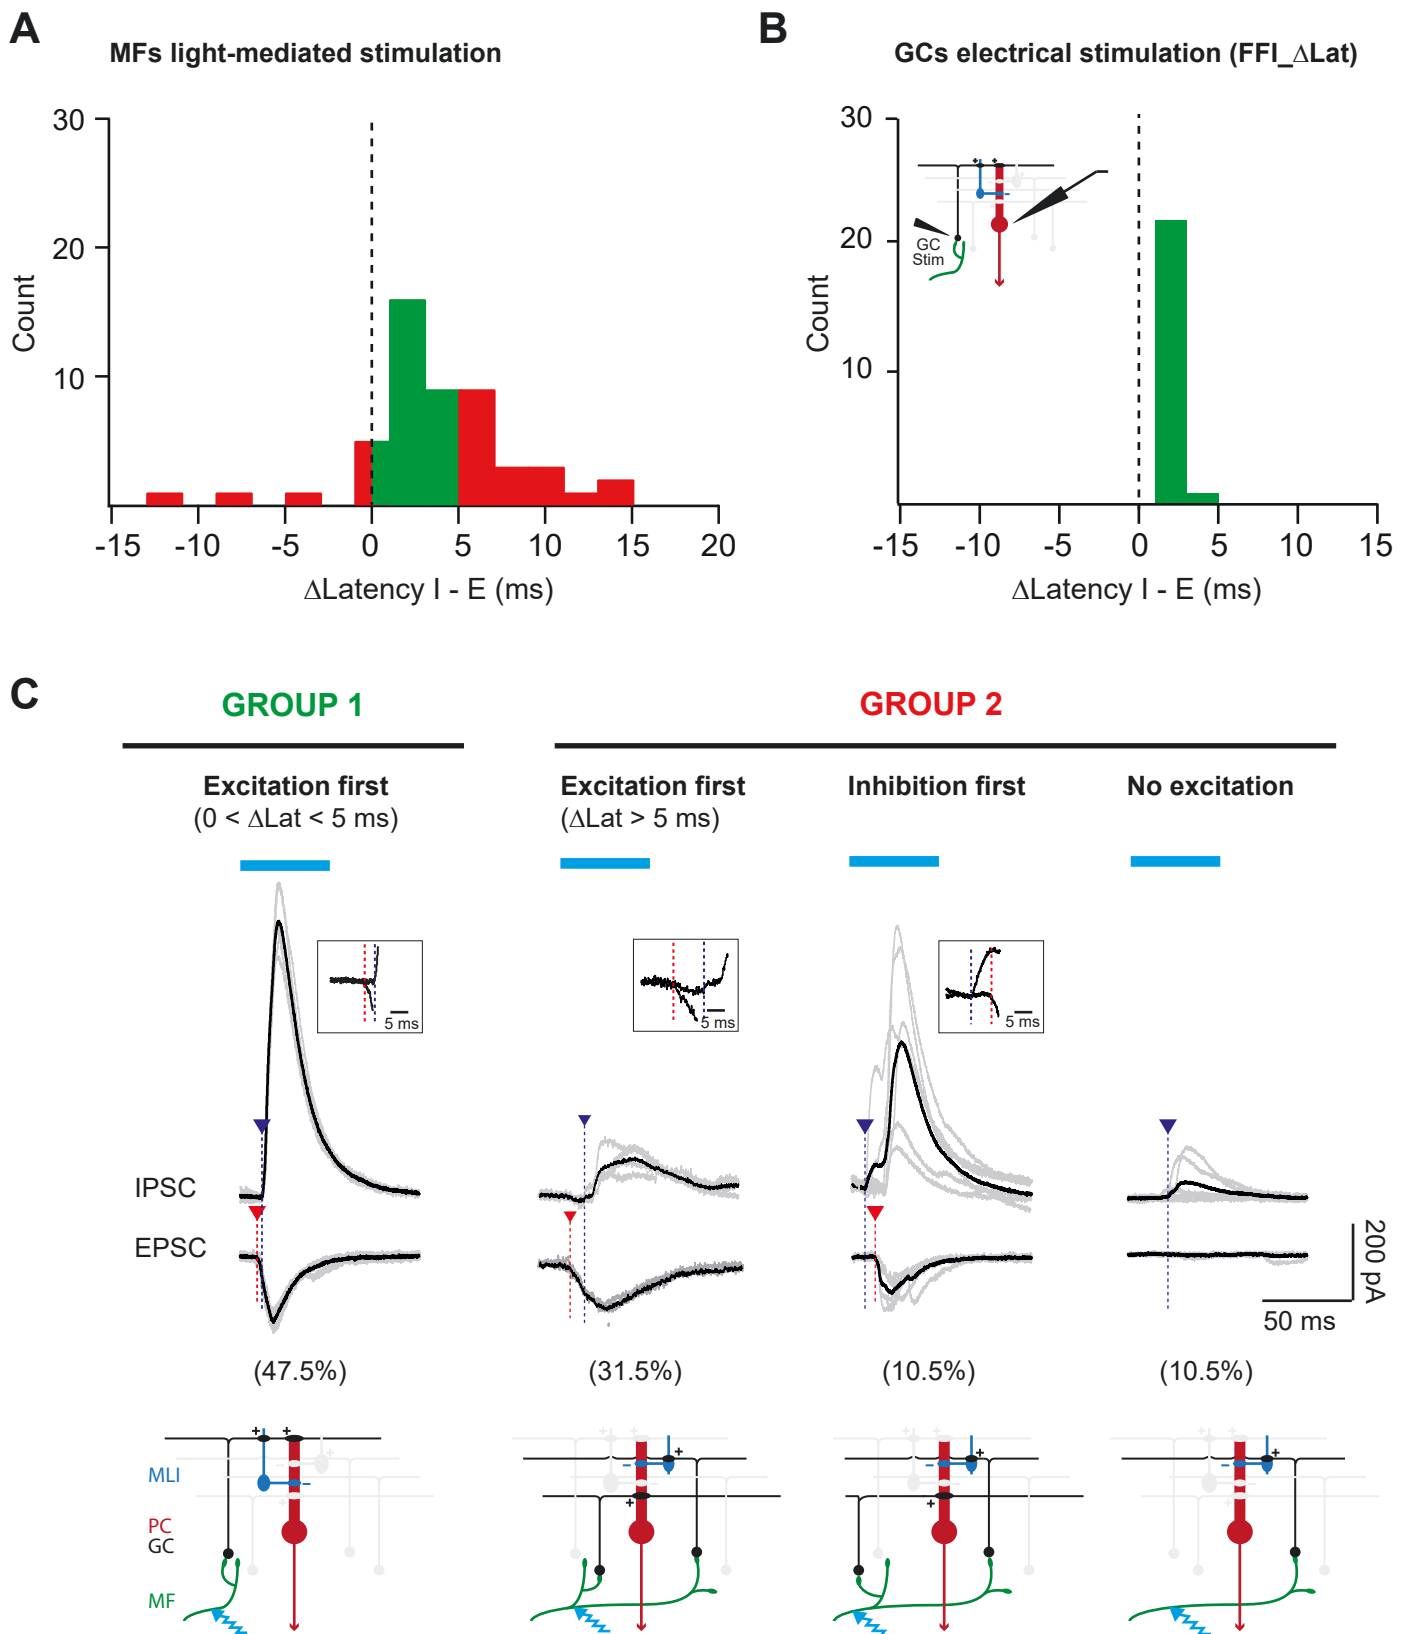 A
MFs light-mediated stimulation
30
20
10
Count
-15 -10 -5 0 5 10 15 20
ΔLatency I - E (ms)
B
GCs electrical stimulation (FFI_ΔLat)
30
20
10
Count
+ +
-
GC
Stim
-15 -10 -5 0 5 10 15
ΔLatency I - E (ms)
C
GROUP 1
GROUP 2
Excitation first
(0 < ΔLat < 5 ms)
Excitation first
(ΔLat > 5 ms)
Inhibition first
No excitation
5 ms
5 ms
5 ms
IPSC
EPSC
200 pA
50 ms
(47.5%)
(31.5%)
(10.5%)
(10.5%)
+ + +
- +
MLI
PC
GC
MF
+ + +
- +
+ + +
- +
+ + +
- +